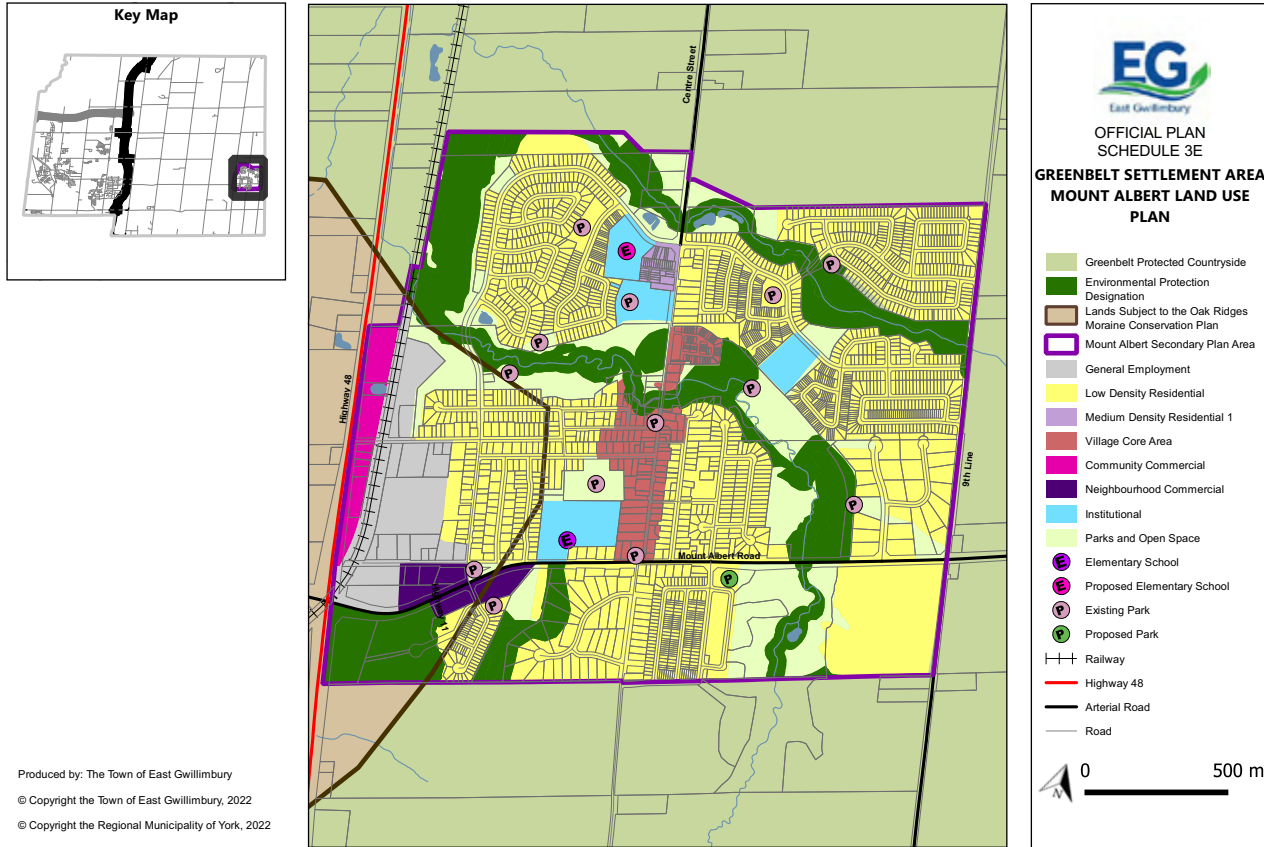 Key Map
Produced by: The Town of East Gwillimbury
© Copyright the Town of East Gwillimbury, 2022
© Copyright the Regional Municipality of York, 2022
Centre Street
Highway 48
9th Line
Mount Albert Road
Highway 11
E
P
P
P
P
P
P
P
P
P
P
E
P
P
P
P
P
EG
East Gwillimbury
OFFICIAL PLAN
SCHEDULE 3E
GREENBELT SETTLEMENT AREA
MOUNT ALBERT LAND USE
PLAN
Greenbelt Protected Countryside
Environmental Protection
Designation
Lands Subject to the Oak Ridges
Moraine Conservation Plan
Mount Albert Secondary Plan Area
General Employment
Low Density Residential
Medium Density Residential 1
Village Core Area
Community Commercial
Neighbourhood Commercial
Institutional
Parks and Open Space
E Elementary School
E Proposed Elementary School
P Existing Park
P Proposed Park
Railway
Highway 48
Arterial Road
Road
N
0 500 m